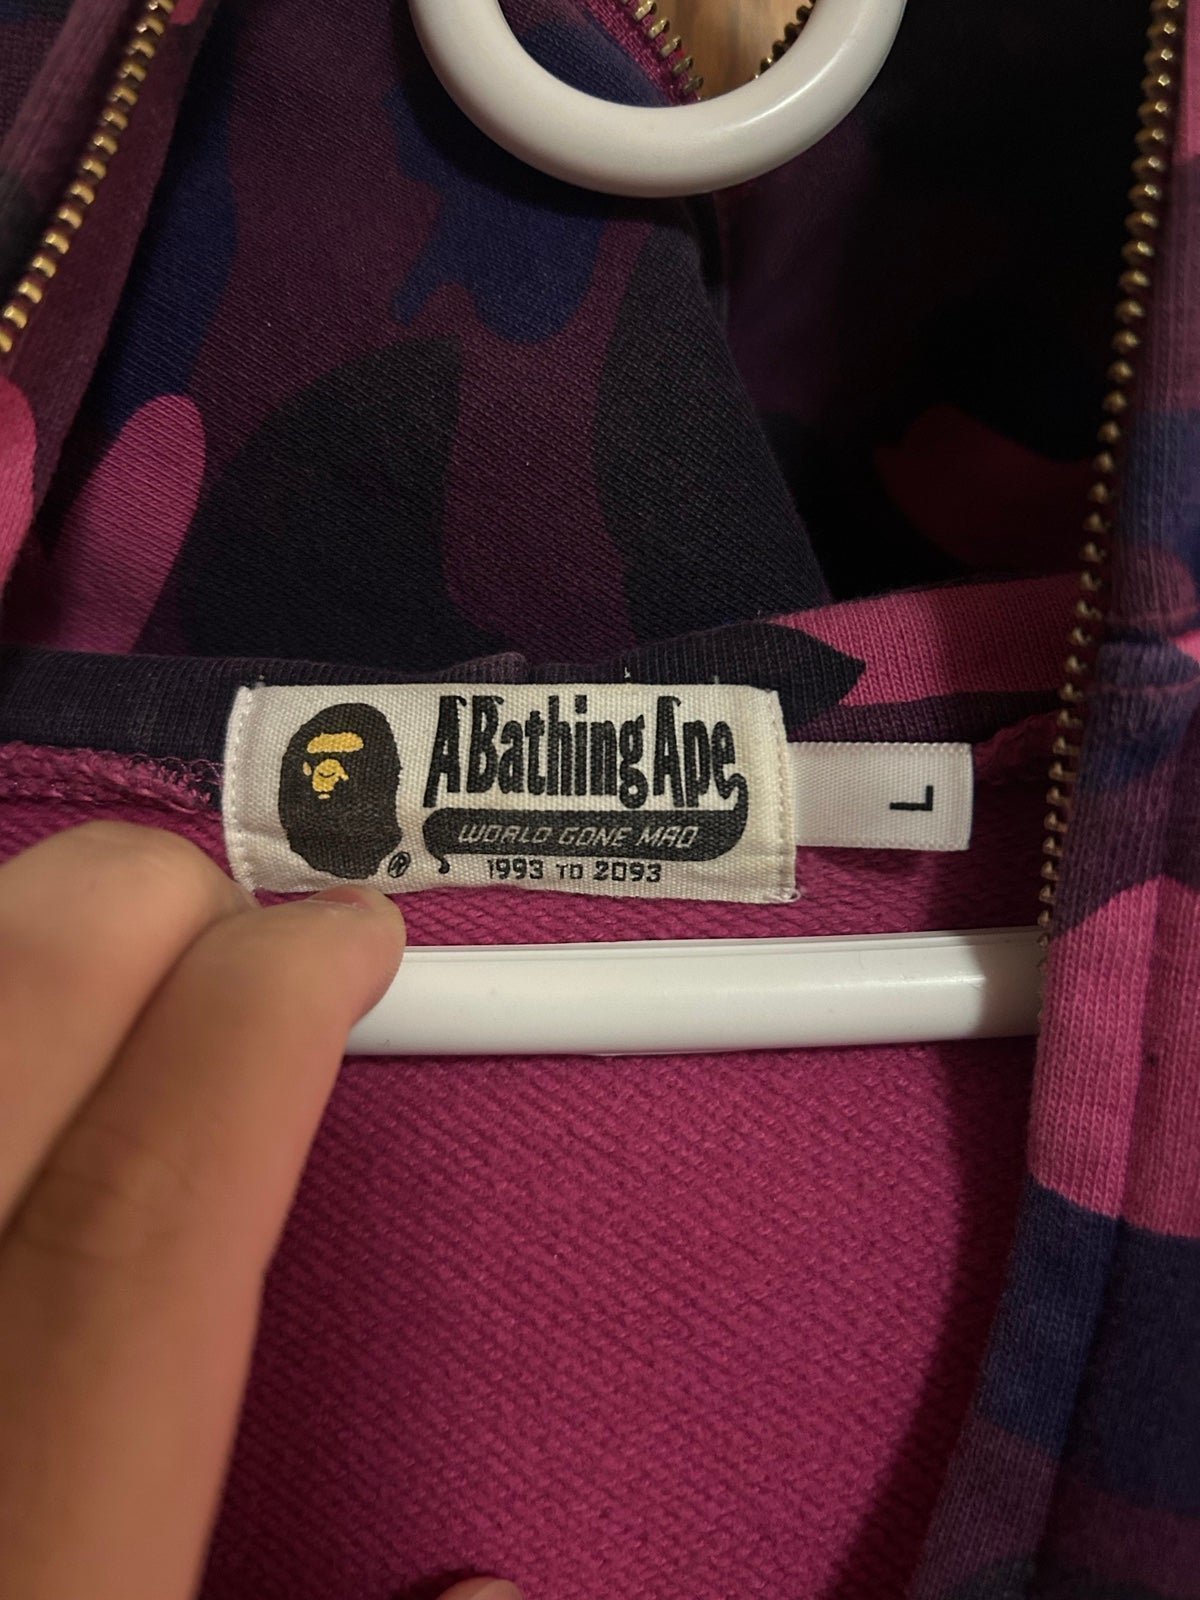 A Bathing Ape
WORLD GONE MAD
1993 TO 2093
®
L